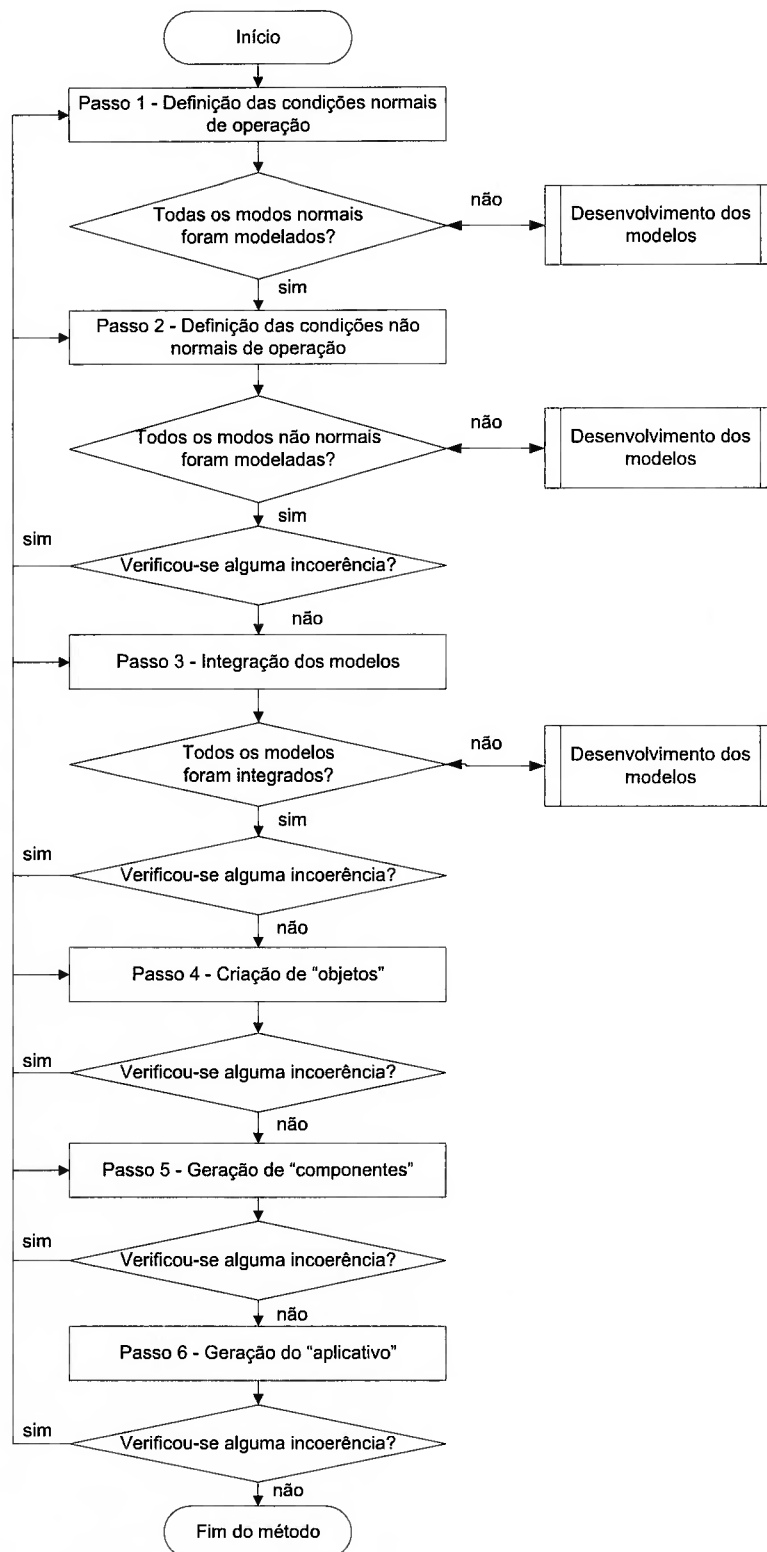 Início
Passo 1 - Definição das condições normais
de operação
Todas os modos normais
foram modelados?
não
Desenvolvimento dos
modelos
sim
Passo 2 - Definição das condições não
normais de operação
Todos os modos não normais
foram modeladas?
não
Desenvolvimento dos
modelos
sim
sim
Verificou-se alguma incoerência?
não
Passo 3 - Integração dos modelos
Todos os modelos
foram integrados?
não
Desenvolvimento dos
modelos
sim
sim
Verificou-se alguma incoerência?
não
Passo 4 - Criação de “objetos”
sim
Verificou-se alguma incoerência?
não
Passo 5 - Geração de “componentes”
sim
Verificou-se alguma incoerência?
não
Passo 6 - Geração do “aplicativo”
sim
Verificou-se alguma incoerência?
não
Fim do método